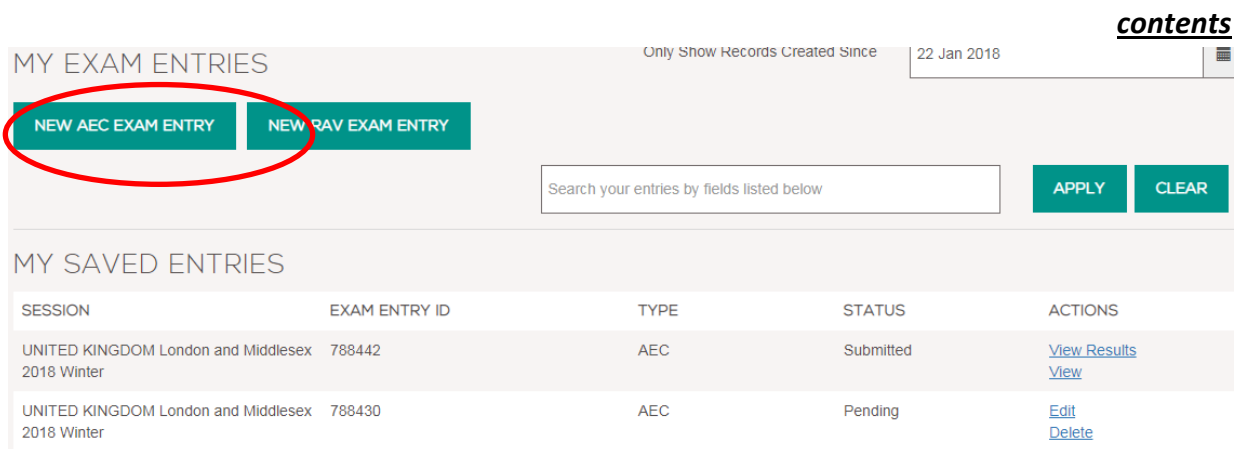 contents
MY EXAM ENTRIES
Only Show Records Created Since
22 Jan 2018
NEW AEC EXAM ENTRY
NEW RAV EXAM ENTRY
Search your entries by fields listed below
APPLY
CLEAR
MY SAVED ENTRIES
SESSION EXAM ENTRY ID TYPE STATUS ACTIONS
UNITED KINGDOM London and Middlesex 788442 AEC Submitted View Results
2018 Winter View
UNITED KINGDOM London and Middlesex 788430 AEC Pending Edit
2018 Winter Delete